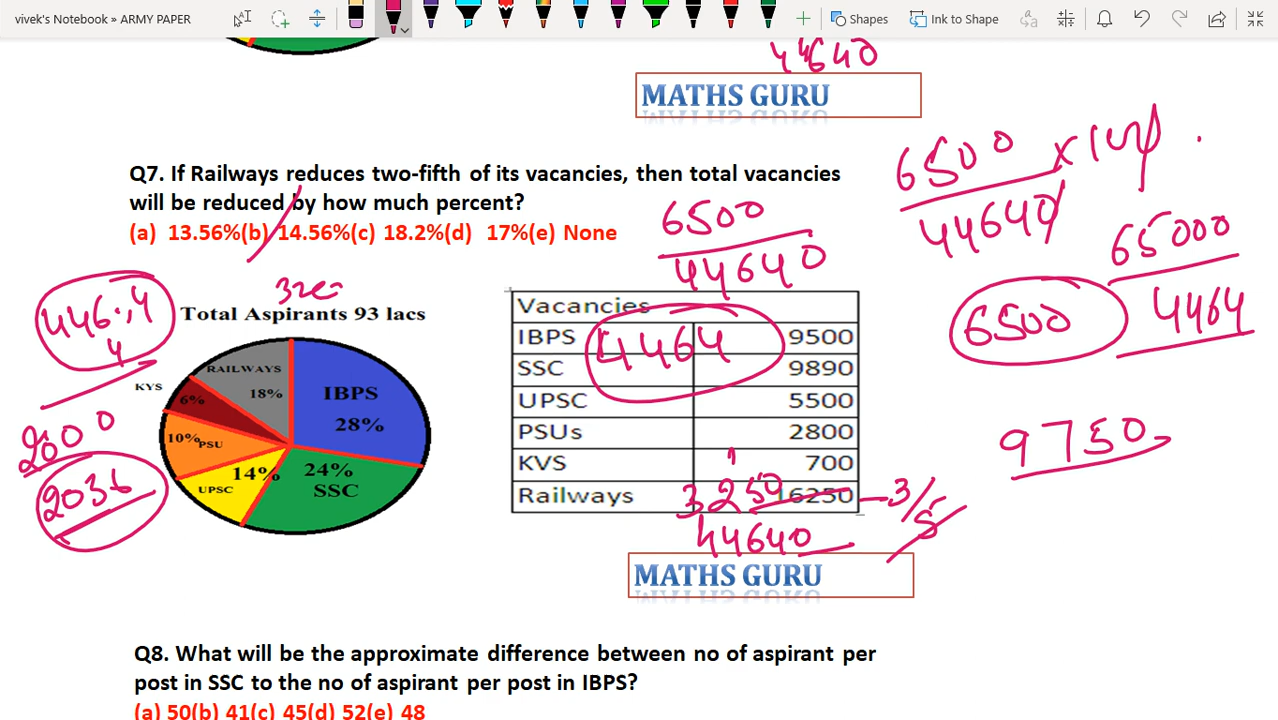 vivek's Notebook » ARMY PAPER
Shapes
Ink to Shape
44640
MATHS GURU
Q7. If Railways reduces two-fifth of its vacancies, then total vacancies
will be reduced by how much percent?
(a) 13.56%(b) 14.56%(c) 18.2%(d) 17%(e) None
6500
44640
6500 × 100
44640
65000
4464
6500
446.4
4
2000
2036
Total Aspirants 93 lacs
RAILWAYS
18%
KYS
6%
10% PSU
UPSC 14%
24%
SSC
IBPS
28%
Vacancies
IBPS 9500
SSC 9890
UPSC 5500
PSUs 2800
KVS 700
Railways 16250
4464
3250
3/5
44640
9750
MATHS GURU
Q8. What will be the approximate difference between no of aspirant per
post in SSC to the no of aspirant per post in IBPS?
(a) 50(b) 41(c) 45(d) 52(e) 48